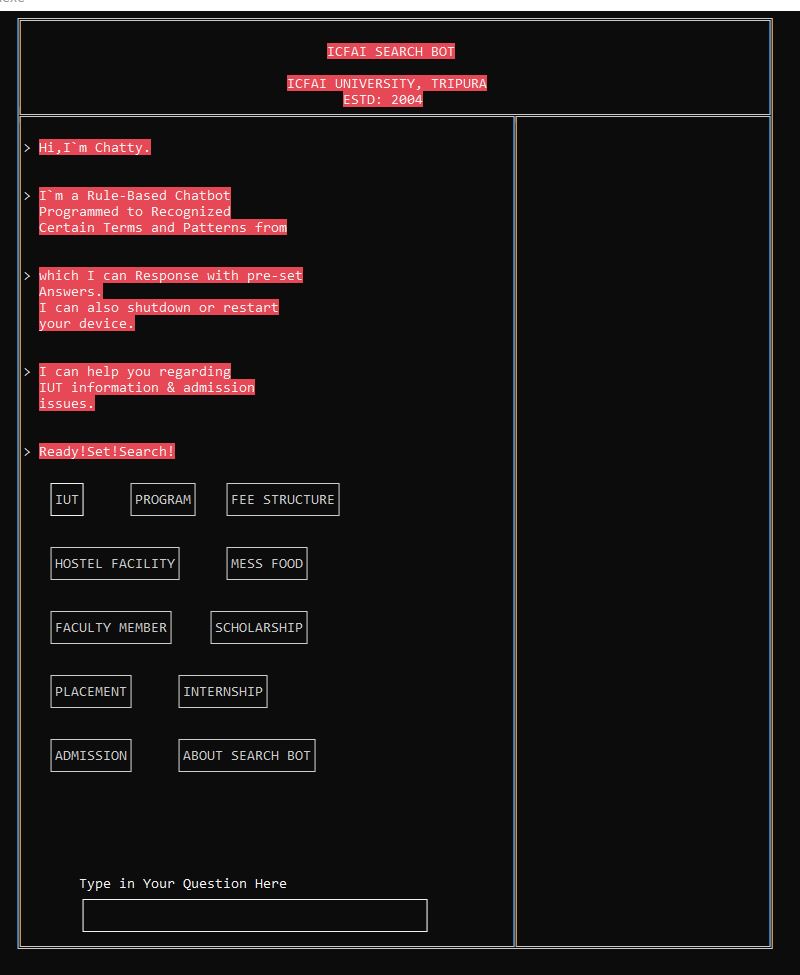 ICFAI SEARCH BOT
ICFAI UNIVERSITY, TRIPURA
ESTD: 2004
> Hi,I`m Chatty.
> I`m a Rule-Based Chatbot
Programmed to Recognized
Certain Terms and Patterns from
> which I can Response with pre-set
Answers.
I can also shutdown or restart
your device.
> I can help you regarding
IUT information & admission
issues.
> Ready!Set!Search!
IUT PROGRAM FEE STRUCTURE
HOSTEL FACILITY MESS FOOD
FACULTY MEMBER SCHOLARSHIP
PLACEMENT INTERNSHIP
ADMISSION ABOUT SEARCH BOT
Type in Your Question Here